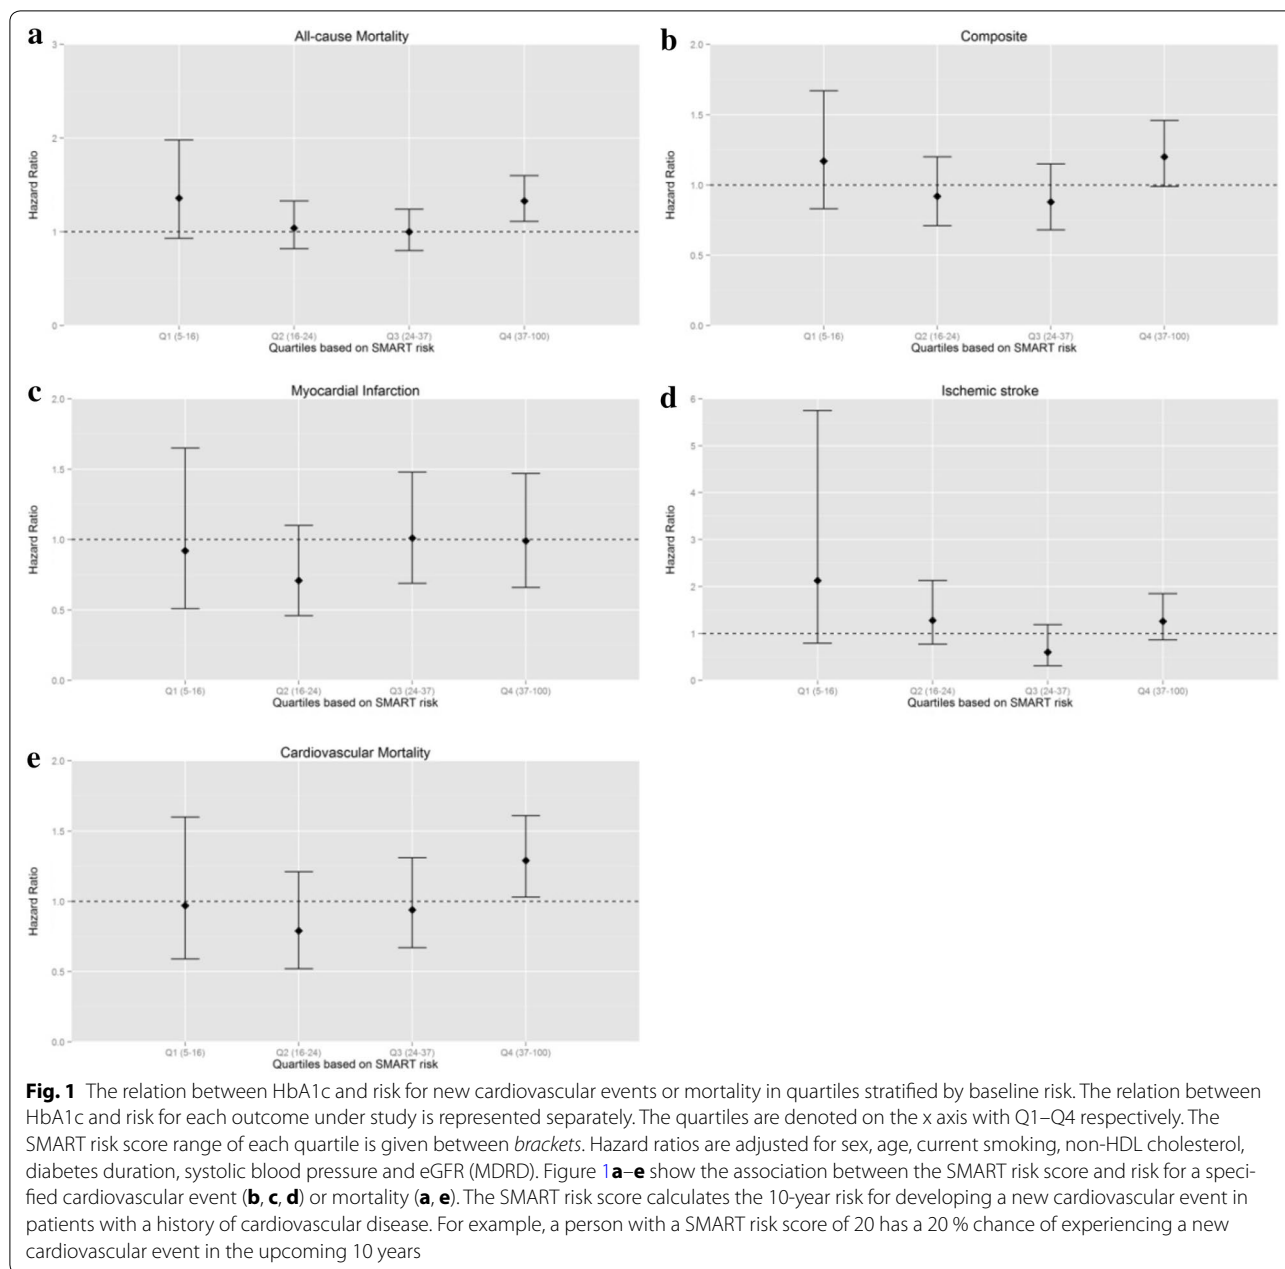 a
All-cause Mortality
3
2
1
0
Hazard Ratio
Q1 (5-16) Q2 (16-24) Q3 (24-37) Q4 (37-100)
Quartiles based on SMART risk
b
Composite
2.0
1.5
1.0
0.5
0.0
Hazard Ratio
Q1 (5-16) Q2 (16-24) Q3 (24-37) Q4 (37-100)
Quartiles based on SMART risk
c
Myocardial Infarction
2.0
1.5
1.0
0.5
0.0
Hazard Ratio
Q1 (5-16) Q2 (16-24) Q3 (24-37) Q4 (37-100)
Quartiles based on SMART risk
d
Ischemic stroke
6
5
4
3
2
1
0
Hazard Ratio
Q1 (5-16) Q2 (16-24) Q3 (24-37) Q4 (37-100)
Quartiles based on SMART risk
e
Cardiovascular Mortality
2.0
1.5
1.0
0.5
0.0
Hazard Ratio
Q1 (5-16) Q2 (16-24) Q3 (24-37) Q4 (37-100)
Quartiles based on SMART risk
Fig. 1 The relation between HbA1c and risk for new cardiovascular events or mortality in quartiles stratified by baseline risk. The relation between
HbA1c and risk for each outcome under study is represented separately. The quartiles are denoted on the x axis with Q1–Q4 respectively. The
SMART risk score range of each quartile is given between brackets. Hazard ratios are adjusted for sex, age, current smoking, non-HDL cholesterol,
diabetes duration, systolic blood pressure and eGFR (MDRD). Figure 1a–e show the association between the SMART risk score and risk for a speci-
fied cardiovascular event (b, c, d) or mortality (a, e). The SMART risk score calculates the 10-year risk for developing a new cardiovascular event in
patients with a history of cardiovascular disease. For example, a person with a SMART risk score of 20 has a 20 % chance of experiencing a new
cardiovascular event in the upcoming 10 years